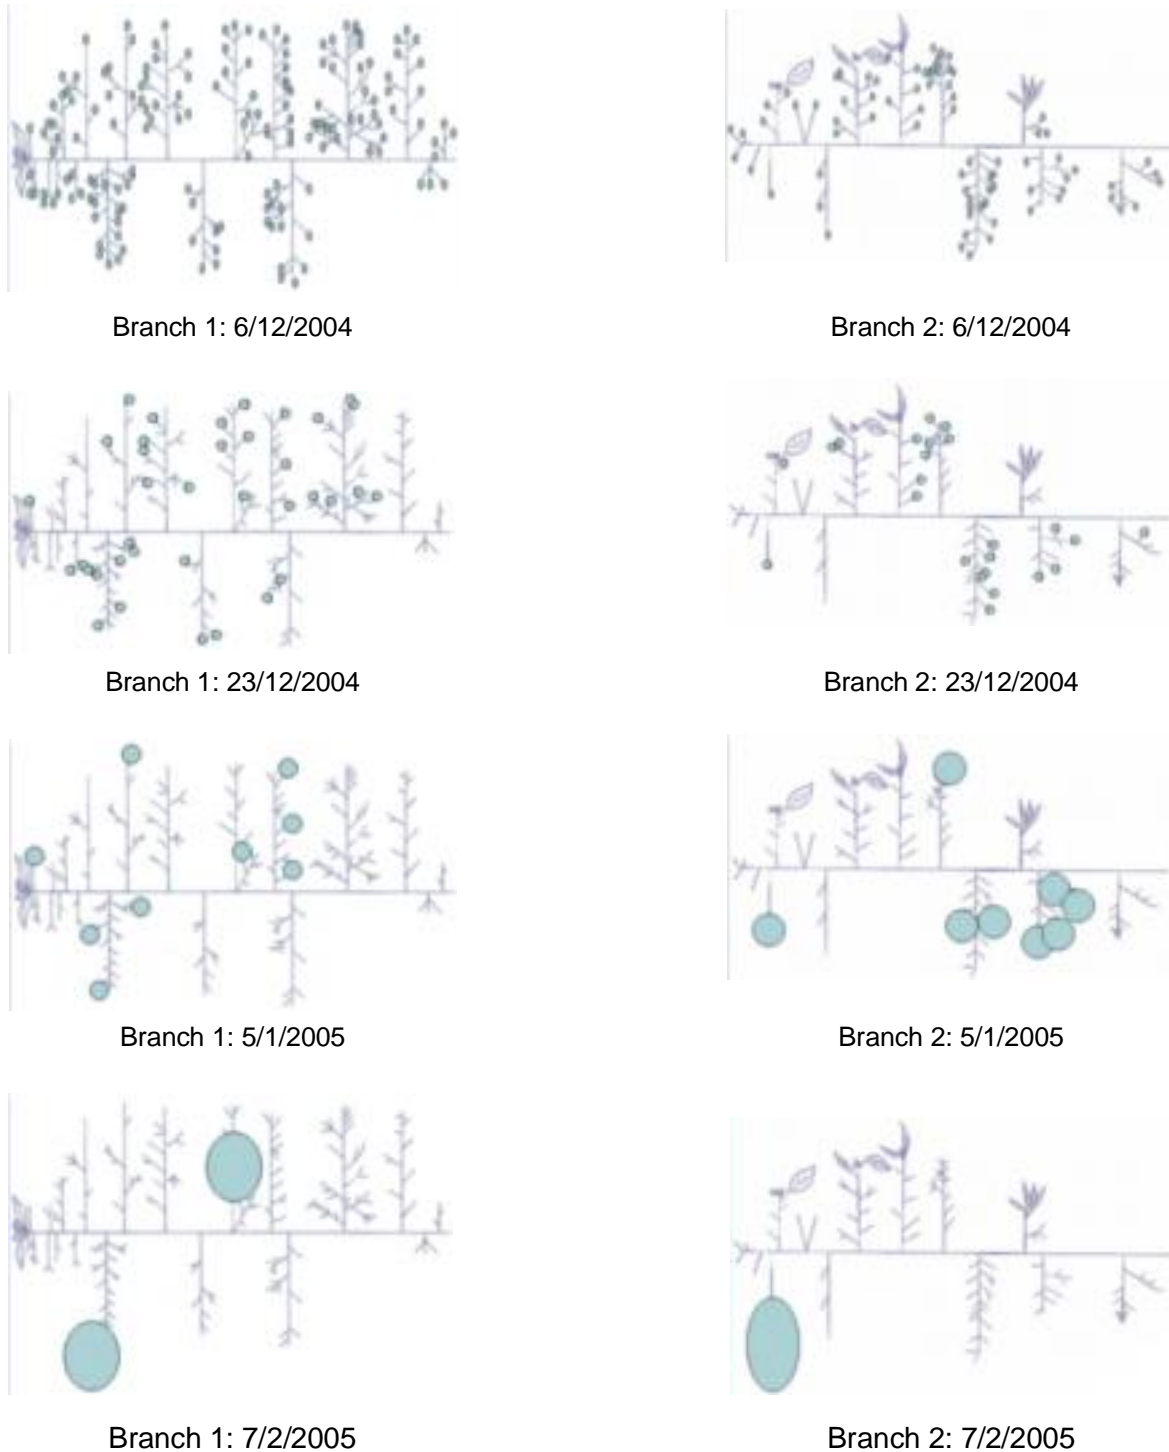 Branch 1: 6/12/2004
Branch 2: 6/12/2004
Branch 1: 23/12/2004
Branch 2: 23/12/2004
Branch 1: 5/1/2005
Branch 2: 5/1/2005
Branch 1: 7/2/2005
Branch 2: 7/2/2005